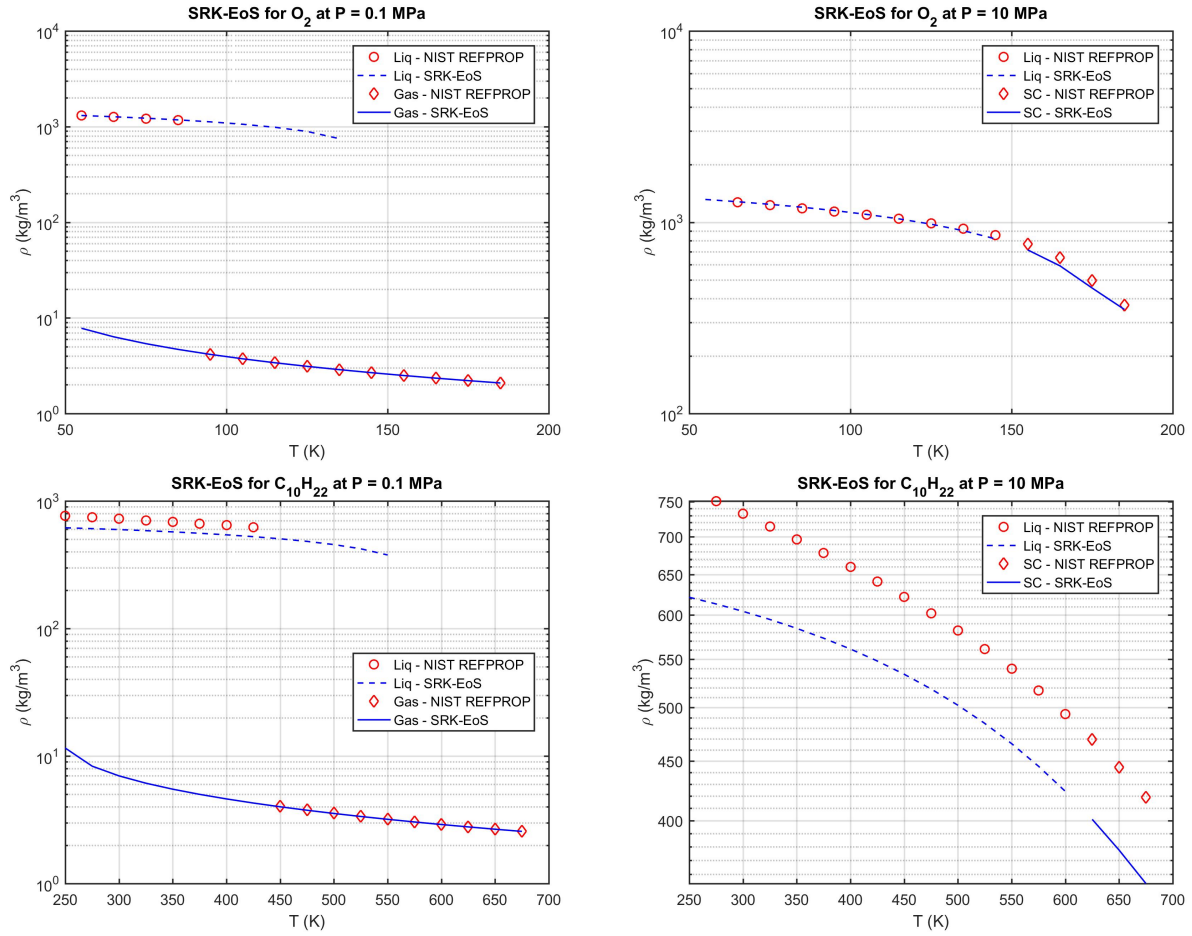 SRK-EoS for O2 at P = 0.1 MPa
10^4
10^3
10^2
10^1
10^0
ρ (kg/m^3)
Liq - NIST REFPROP
Liq - SRK-EoS
Gas - NIST REFPROP
Gas - SRK-EoS
50 100 150 200
T (K)
SRK-EoS for O2 at P = 10 MPa
10^4
10^3
10^2
ρ (kg/m^3)
Liq - NIST REFPROP
Liq - SRK-EoS
SC - NIST REFPROP
SC - SRK-EoS
50 100 150 200
T (K)
SRK-EoS for C10H22 at P = 0.1 MPa
10^3
10^2
10^1
10^0
ρ (kg/m^3)
Liq - NIST REFPROP
Liq - SRK-EoS
Gas - NIST REFPROP
Gas - SRK-EoS
250 300 350 400 450 500 550 600 650 700
T (K)
SRK-EoS for C10H22 at P = 10 MPa
750
700
650
600
550
500
450
400
ρ (kg/m^3)
Liq - NIST REFPROP
Liq - SRK-EoS
SC - NIST REFPROP
SC - SRK-EoS
250 300 350 400 450 500 550 600 650 700
T (K)